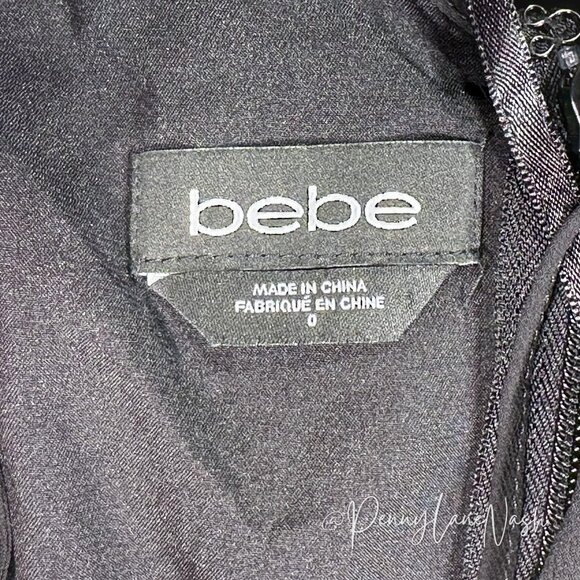 bebe
MADE IN CHINA
FABRIQUÉ EN CHINE
0
@PennyLaneNash